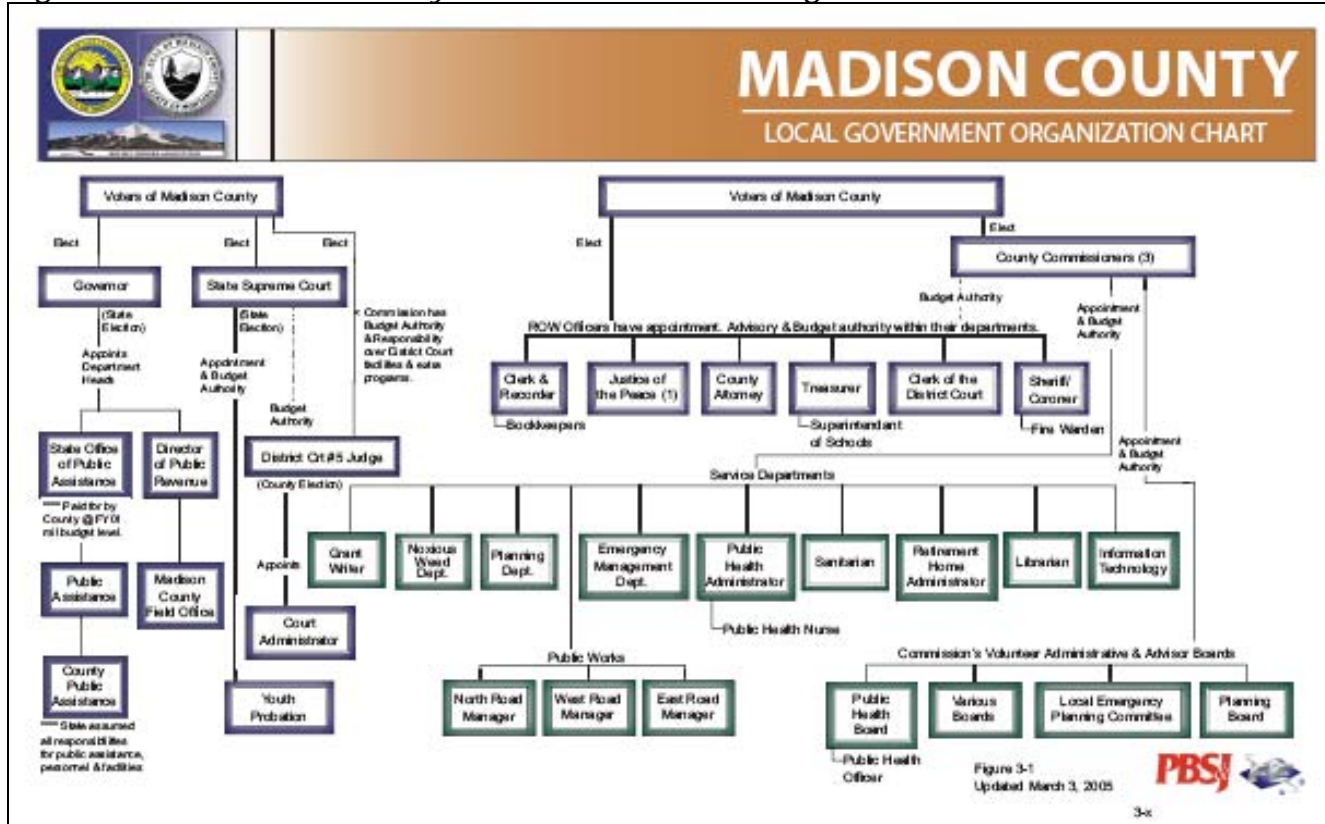 MADISON COUNTY
LOCAL GOVERNMENT ORGANIZATION CHART
Voters of Madison County
Elect
Elect
Elect
Governor
(State
Election)
Appoints
Department
Heads
State Supreme Court
(State
Election)
Appointment
& Budget
Authority
Budget
Authority
Commission has
Budget Authority
& Responsibility
over District Court
facilities & extra
programs.
State Office
of Public
Assistance
Director
of Public
Revenue
**** Paid for by
County @ FY01
mil budget level.
District Crt #5 Judge
(County Election)
Appoints
Public
Assistance
Madison
County
Field Office
Court
Administrator
County
Public
Assistance
Youth
Probation
**** State assumed
all responsibilities
for public assistance,
personnel & facilities
Voters of Madison County
Elect
Elect
County Commissioners (3)
Budget Authority
Appointment
& Budget
Authority
Appointment
& Budget
Authority
ROW Officers have appointment. Advisory & Budget authority within their departments.
Clerk &
Recorder
Bookkeepers
Justice of
the Peace (1)
County
Attorney
Treasurer
Superintendant
of Schools
Clerk of the
District Court
Sheriff/
Coroner
Fire Warden
Service Departments
Grant
Writer
Noxious
Weed
Dept.
Planning
Dept.
Emergency
Management
Dept.
Public
Health
Administrator
Public Health Nurse
Sanitarian
Retirement
Home
Administrator
Librarian
Information
Technology
Public Works
North Road
Manager
West Road
Manager
East Road
Manager
Commission's Volunteer Administrative & Advisor Boards
Public
Health
Board
Public Health
Officer
Various
Boards
Local Emergency
Planning Committee
Planning
Board
Figure 3-1
Updated March 3, 2005
PBSJ
3-x